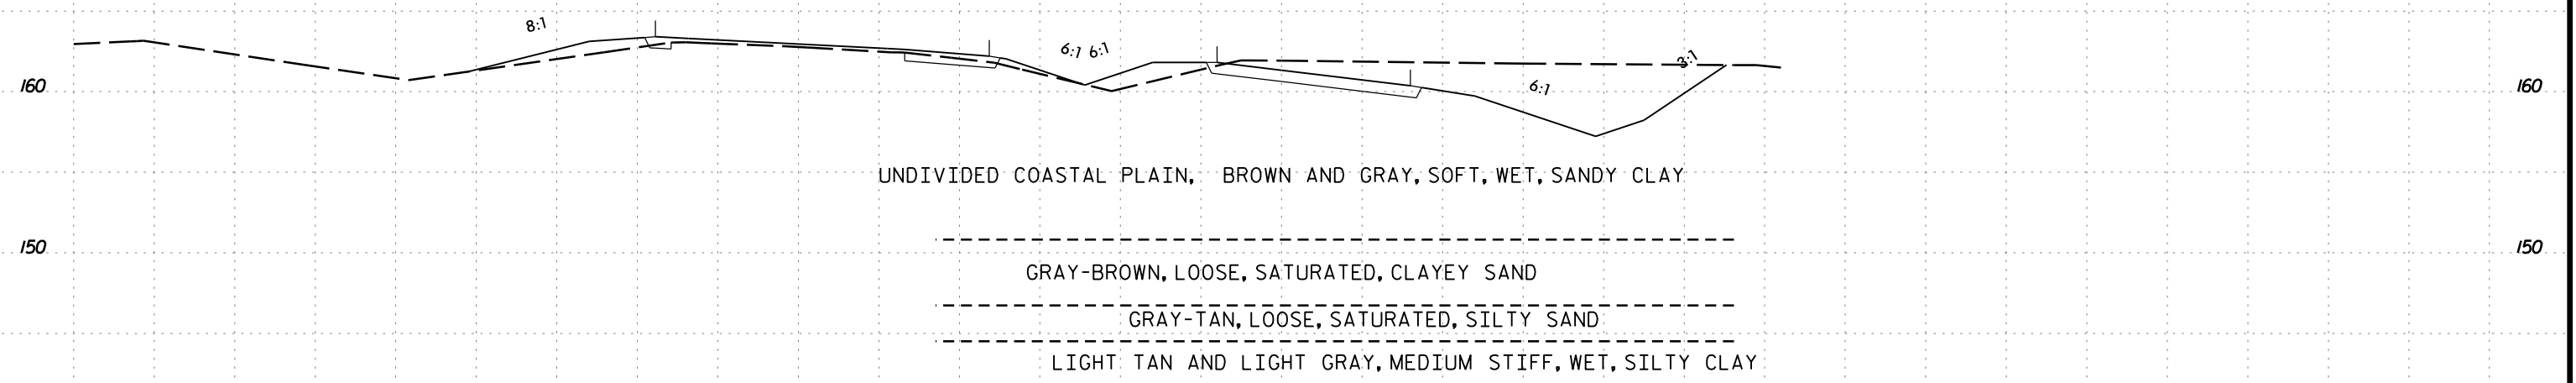 8:1
6:1 6:1
3:1
160
6:1
160
UNDIVIDED COASTAL PLAIN, BROWN AND GRAY, SOFT, WET, SANDY CLAY
150
150
GRAY-BROWN, LOOSE, SATURATED, CLAYEY SAND
GRAY-TAN, LOOSE, SATURATED, SILTY SAND
LIGHT TAN AND LIGHT GRAY, MEDIUM STIFF, WET, SILTY CLAY